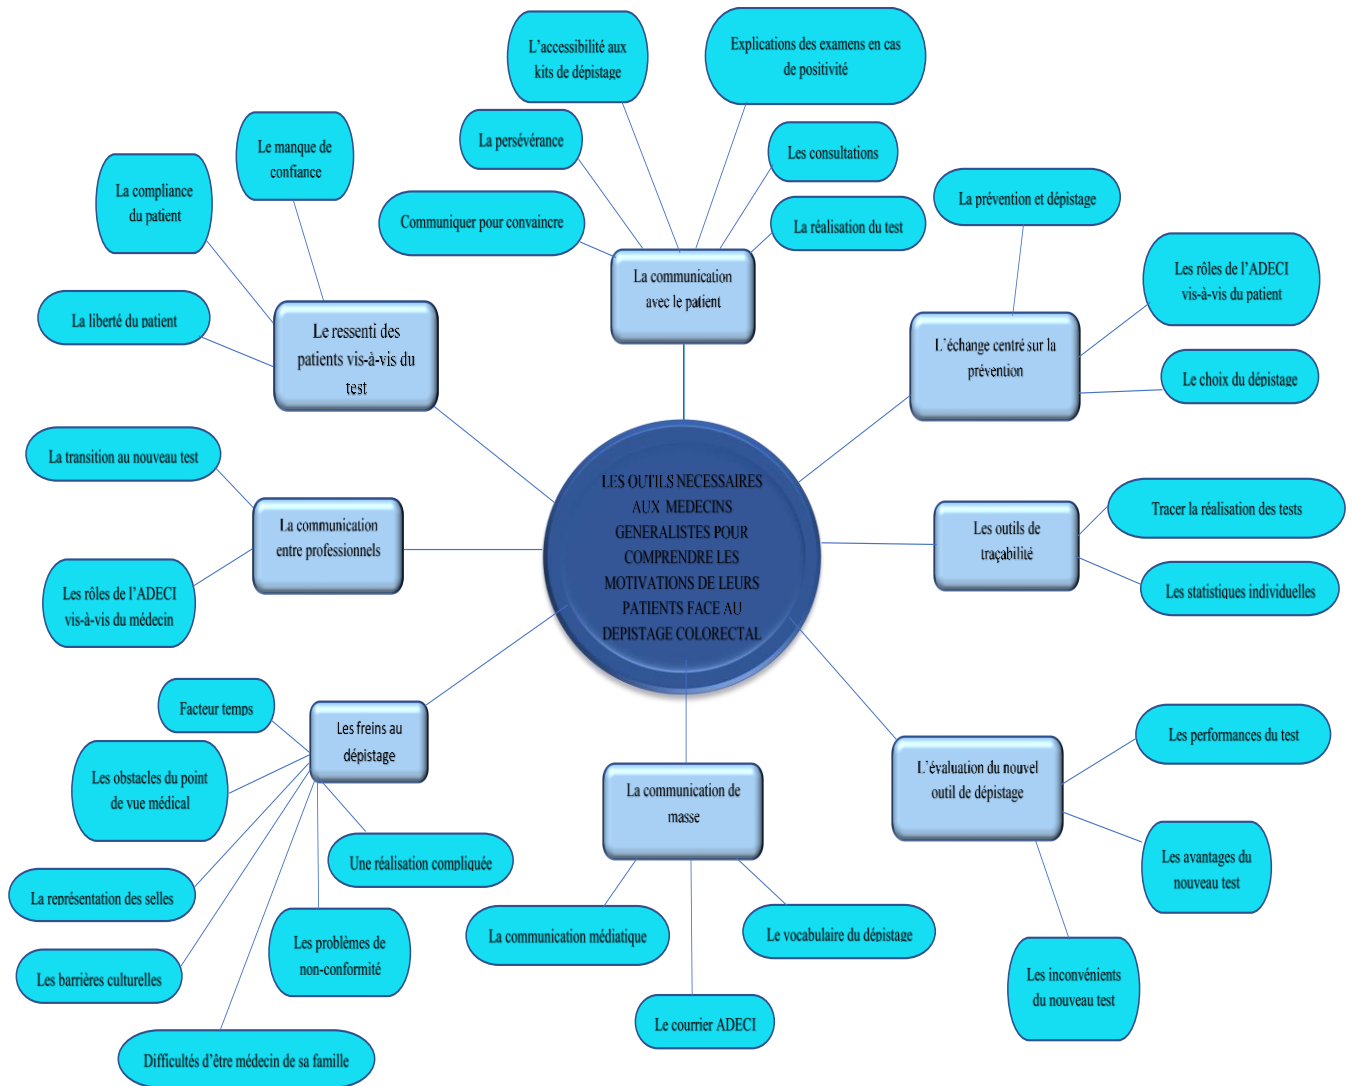 L'accessibilité aux
kits de dépistage
Explications des examens en cas
de positivité
La persévérance
Les consultations
Communiquer pour convaincre
La réalisation du test
La communication
avec le patient
Le manque de
confiance
La compliance
du patient
La liberté du patient
Le ressenti des
patients vis-à-vis du
test
La prévention et dépistage
Les rôles de l'ADECI
vis-à-vis du patient
Le choix du dépistage
L'échange centré sur la
prévention
La transition au nouveau test
La communication
entre professionnels
Les rôles de l'ADECI
vis-à-vis du médecin
LES OUTILS NECESSAIRES
AUX MEDECINS
GENERALISTES POUR
COMPRENDRE LES
MOTIVATIONS DE LEURS
PATIENTS FACE AU
DEPISTAGE COLORECTAL
Les outils de
traçabilité
Tracer la réalisation des tests
Les statistiques individuelles
Facteur temps
Les freins au
dépistage
Les obstacles du point
de vue médical
La représentation des selles
Les barrières culturelles
Difficultés d'être médecin de sa famille
Les problèmes de
non-conformité
Une réalisation compliquée
La communication de
masse
La communication médiatique
Le courrier ADECI
Le vocabulaire du dépistage
L'évaluation du nouvel
outil de dépistage
Les performances du test
Les avantages du
nouveau test
Les inconvénients
du nouveau test